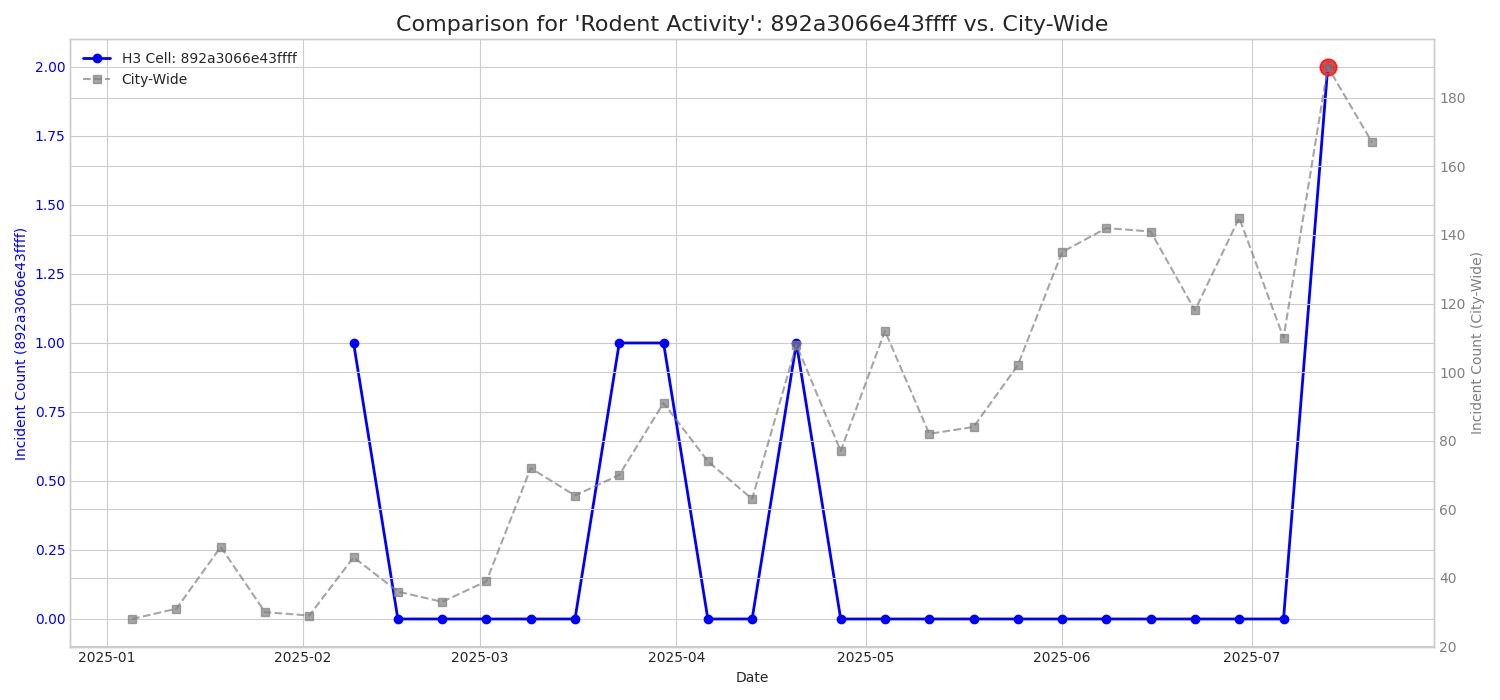 Comparison for 'Rodent Activity': 892a3066e43ffff vs. City-Wide
H3 Cell: 892a3066e43ffff
City-Wide
Incident Count (892a3066e43ffff)
2.00
1.75
1.50
1.25
1.00
0.75
0.50
0.25
0.00
180
160
140
120
100
80
60
40
20
Incident Count (City-Wide)
2025-01 2025-02 2025-03 2025-04 2025-05 2025-06 2025-07
Date